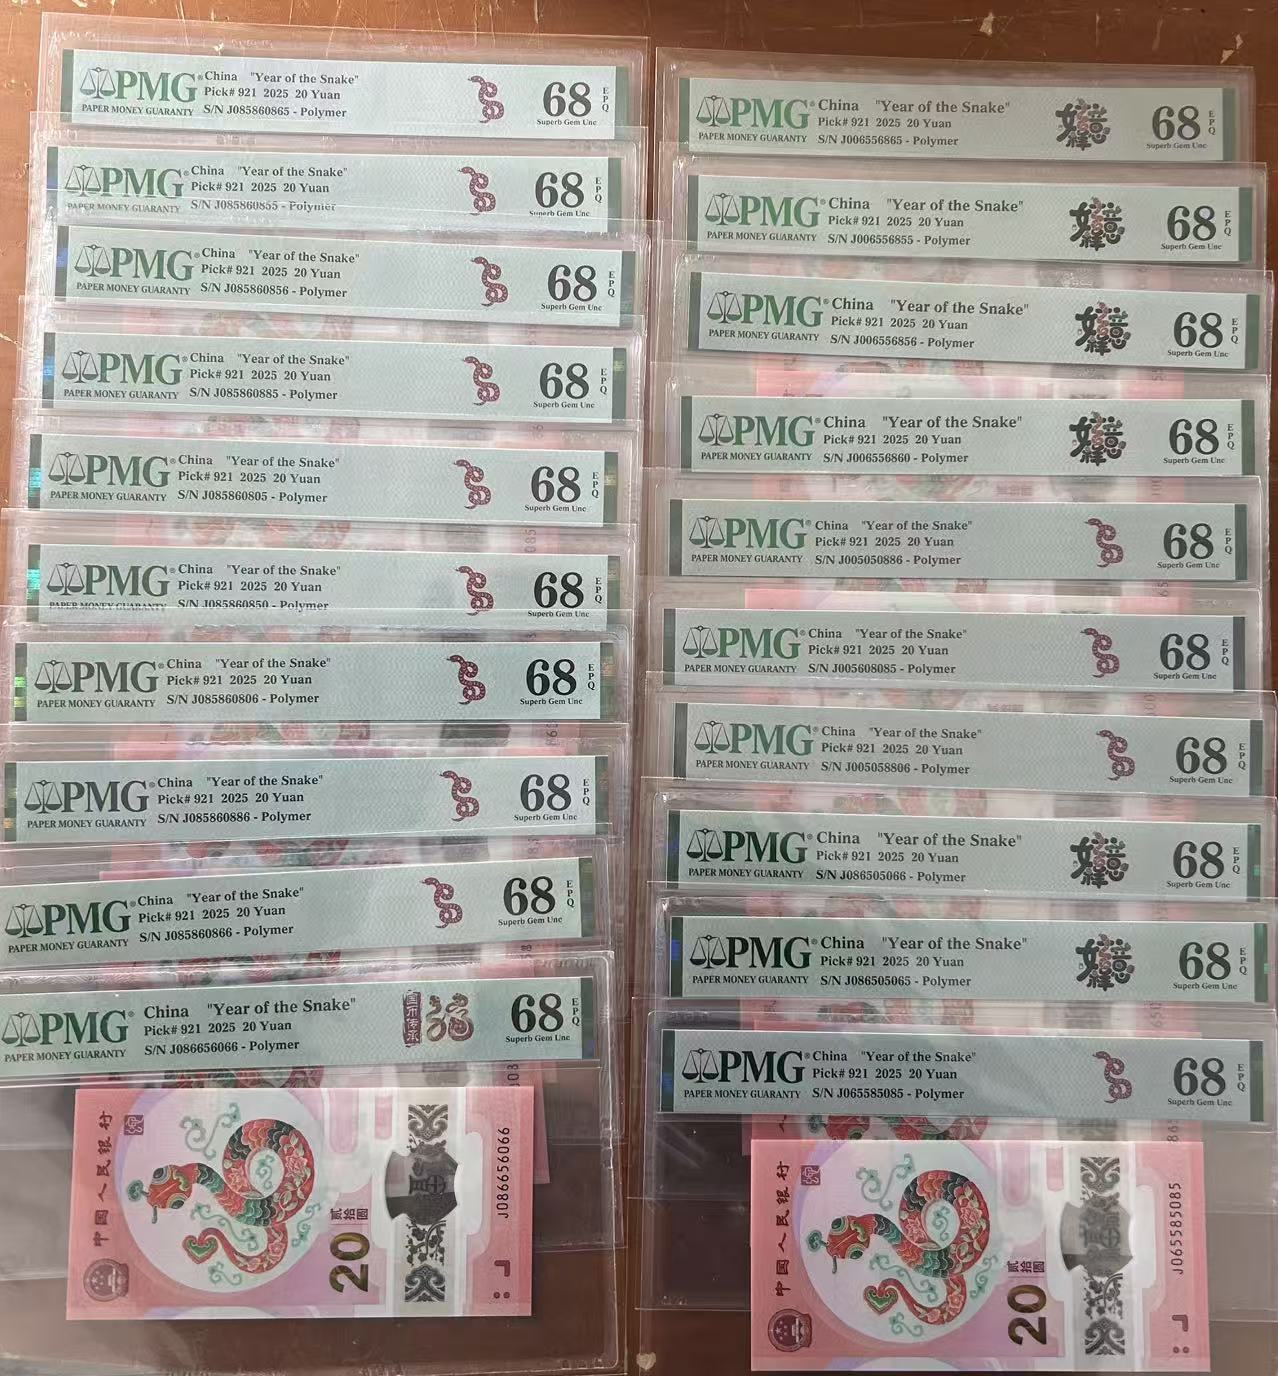 PMG® China "Year of the Snake"
Pick# 921 2025 20 Yuan
PAPER MONEY GUARANTY S/N J085860865 - Polymer
68 EPQ
Superb Gem Unc
PMG® China "Year of the Snake"
Pick# 921 2025 20 Yuan
PAPER MONEY GUARANTY S/N J085860855 - Polymer
68 EPQ
Superb Gem Unc
PMG® China "Year of the Snake"
Pick# 921 2025 20 Yuan
PAPER MONEY GUARANTY S/N J085860856 - Polymer
68 EPQ
Superb Gem Unc
PMG® China "Year of the Snake"
Pick# 921 2025 20 Yuan
PAPER MONEY GUARANTY S/N J085860885 - Polymer
68 EPQ
Superb Gem Unc
PMG® China "Year of the Snake"
Pick# 921 2025 20 Yuan
PAPER MONEY GUARANTY S/N J085860805 - Polymer
68 EPQ
Superb Gem Unc
PMG® China "Year of the Snake"
Pick# 921 2025 20 Yuan
PAPER MONEY GUARANTY S/N J085860850 - Polymer
68 EPQ
Superb Gem Unc
PMG® China "Year of the Snake"
Pick# 921 2025 20 Yuan
PAPER MONEY GUARANTY S/N J085860806 - Polymer
68 EPQ
Superb Gem Unc
PMG® China "Year of the Snake"
Pick# 921 2025 20 Yuan
PAPER MONEY GUARANTY S/N J085860886 - Polymer
68 EPQ
Superb Gem Unc
PMG® China "Year of the Snake"
Pick# 921 2025 20 Yuan
PAPER MONEY GUARANTY S/N J085860866 - Polymer
68 EPQ
Superb Gem Unc
PMG® China "Year of the Snake"
Pick# 921 2025 20 Yuan
PAPER MONEY GUARANTY S/N J086656066 - Polymer
68 EPQ
Superb Gem Unc
中国人民银行
20
贰拾圆
J086656066
PMG® China "Year of the Snake"
Pick# 921 2025 20 Yuan
PAPER MONEY GUARANTY S/N J006556865 - Polymer
68 EPQ
Superb Gem Unc
PMG® China "Year of the Snake"
Pick# 921 2025 20 Yuan
PAPER MONEY GUARANTY S/N J006556855 - Polymer
68 EPQ
Superb Gem Unc
PMG® China "Year of the Snake"
Pick# 921 2025 20 Yuan
PAPER MONEY GUARANTY S/N J006556856 - Polymer
68 EPQ
Superb Gem Unc
PMG® China "Year of the Snake"
Pick# 921 2025 20 Yuan
PAPER MONEY GUARANTY S/N J006556860 - Polymer
68 EPQ
Superb Gem Unc
PMG® China "Year of the Snake"
Pick# 921 2025 20 Yuan
PAPER MONEY GUARANTY S/N J005050886 - Polymer
68 EPQ
Superb Gem Unc
PMG® China "Year of the Snake"
Pick# 921 2025 20 Yuan
PAPER MONEY GUARANTY S/N J005608085 - Polymer
68 EPQ
Superb Gem Unc
PMG® China "Year of the Snake"
Pick# 921 2025 20 Yuan
PAPER MONEY GUARANTY S/N J005058806 - Polymer
68 EPQ
Superb Gem Unc
PMG® China "Year of the Snake"
Pick# 921 2025 20 Yuan
PAPER MONEY GUARANTY S/N J086505066 - Polymer
68 EPQ
Superb Gem Unc
PMG® China "Year of the Snake"
Pick# 921 2025 20 Yuan
PAPER MONEY GUARANTY S/N J086505065 - Polymer
68 EPQ
Superb Gem Unc
PMG® China "Year of the Snake"
Pick# 921 2025 20 Yuan
PAPER MONEY GUARANTY S/N J065585085 - Polymer
68 EPQ
Superb Gem Unc
中国人民银行
20
贰拾圆
J065585085